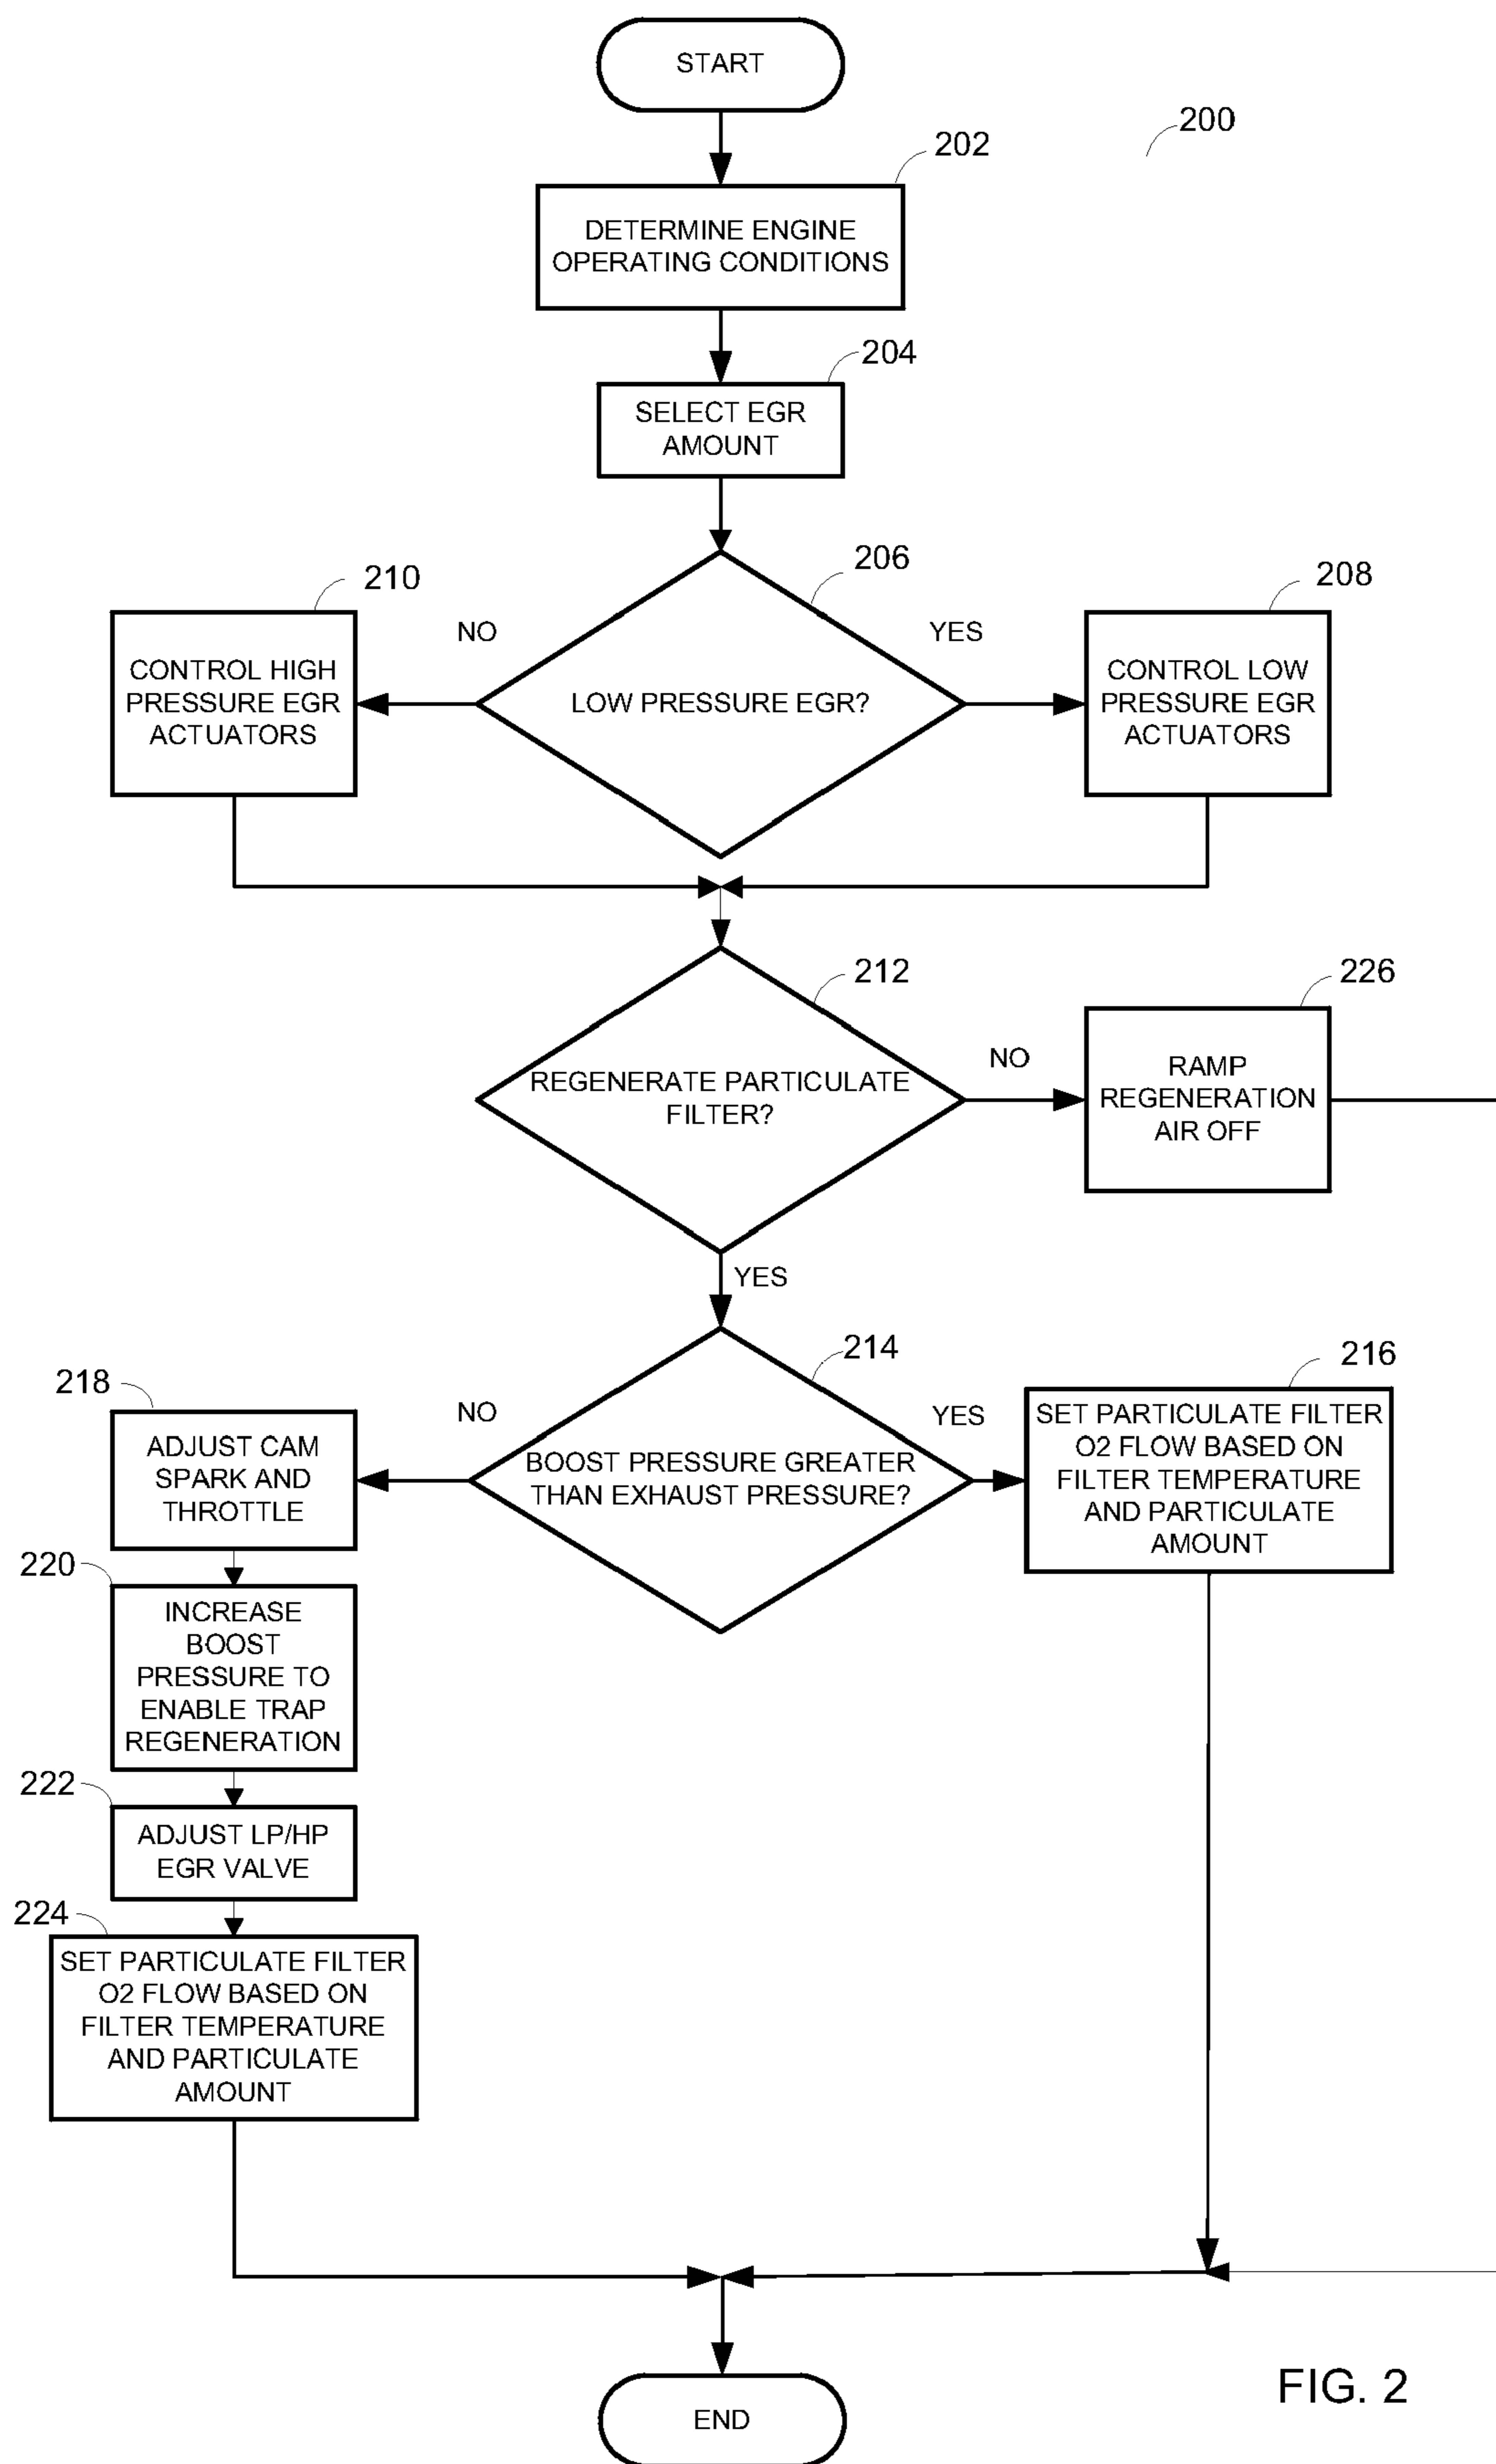 START
200
202
DETERMINE ENGINE
OPERATING CONDITIONS
204
SELECT EGR
AMOUNT
206
LOW PRESSURE EGR?
NO
YES
210
CONTROL HIGH
PRESSURE EGR
ACTUATORS
208
CONTROL LOW
PRESSURE EGR
ACTUATORS
212
REGENERATE PARTICULATE
FILTER?
NO
226
RAMP
REGENERATION
AIR OFF
YES
214
BOOST PRESSURE GREATER
THAN EXHAUST PRESSURE?
NO
YES
216
SET PARTICULATE FILTER
O2 FLOW BASED ON
FILTER TEMPERATURE
AND PARTICULATE
AMOUNT
218
ADJUST CAM
SPARK AND
THROTTLE
220
INCREASE
BOOST
PRESSURE TO
ENABLE TRAP
REGENERATION
222
ADJUST LP/HP
EGR VALVE
224
SET PARTICULATE FILTER
O2 FLOW BASED ON
FILTER TEMPERATURE
AND PARTICULATE
AMOUNT
END
FIG. 2